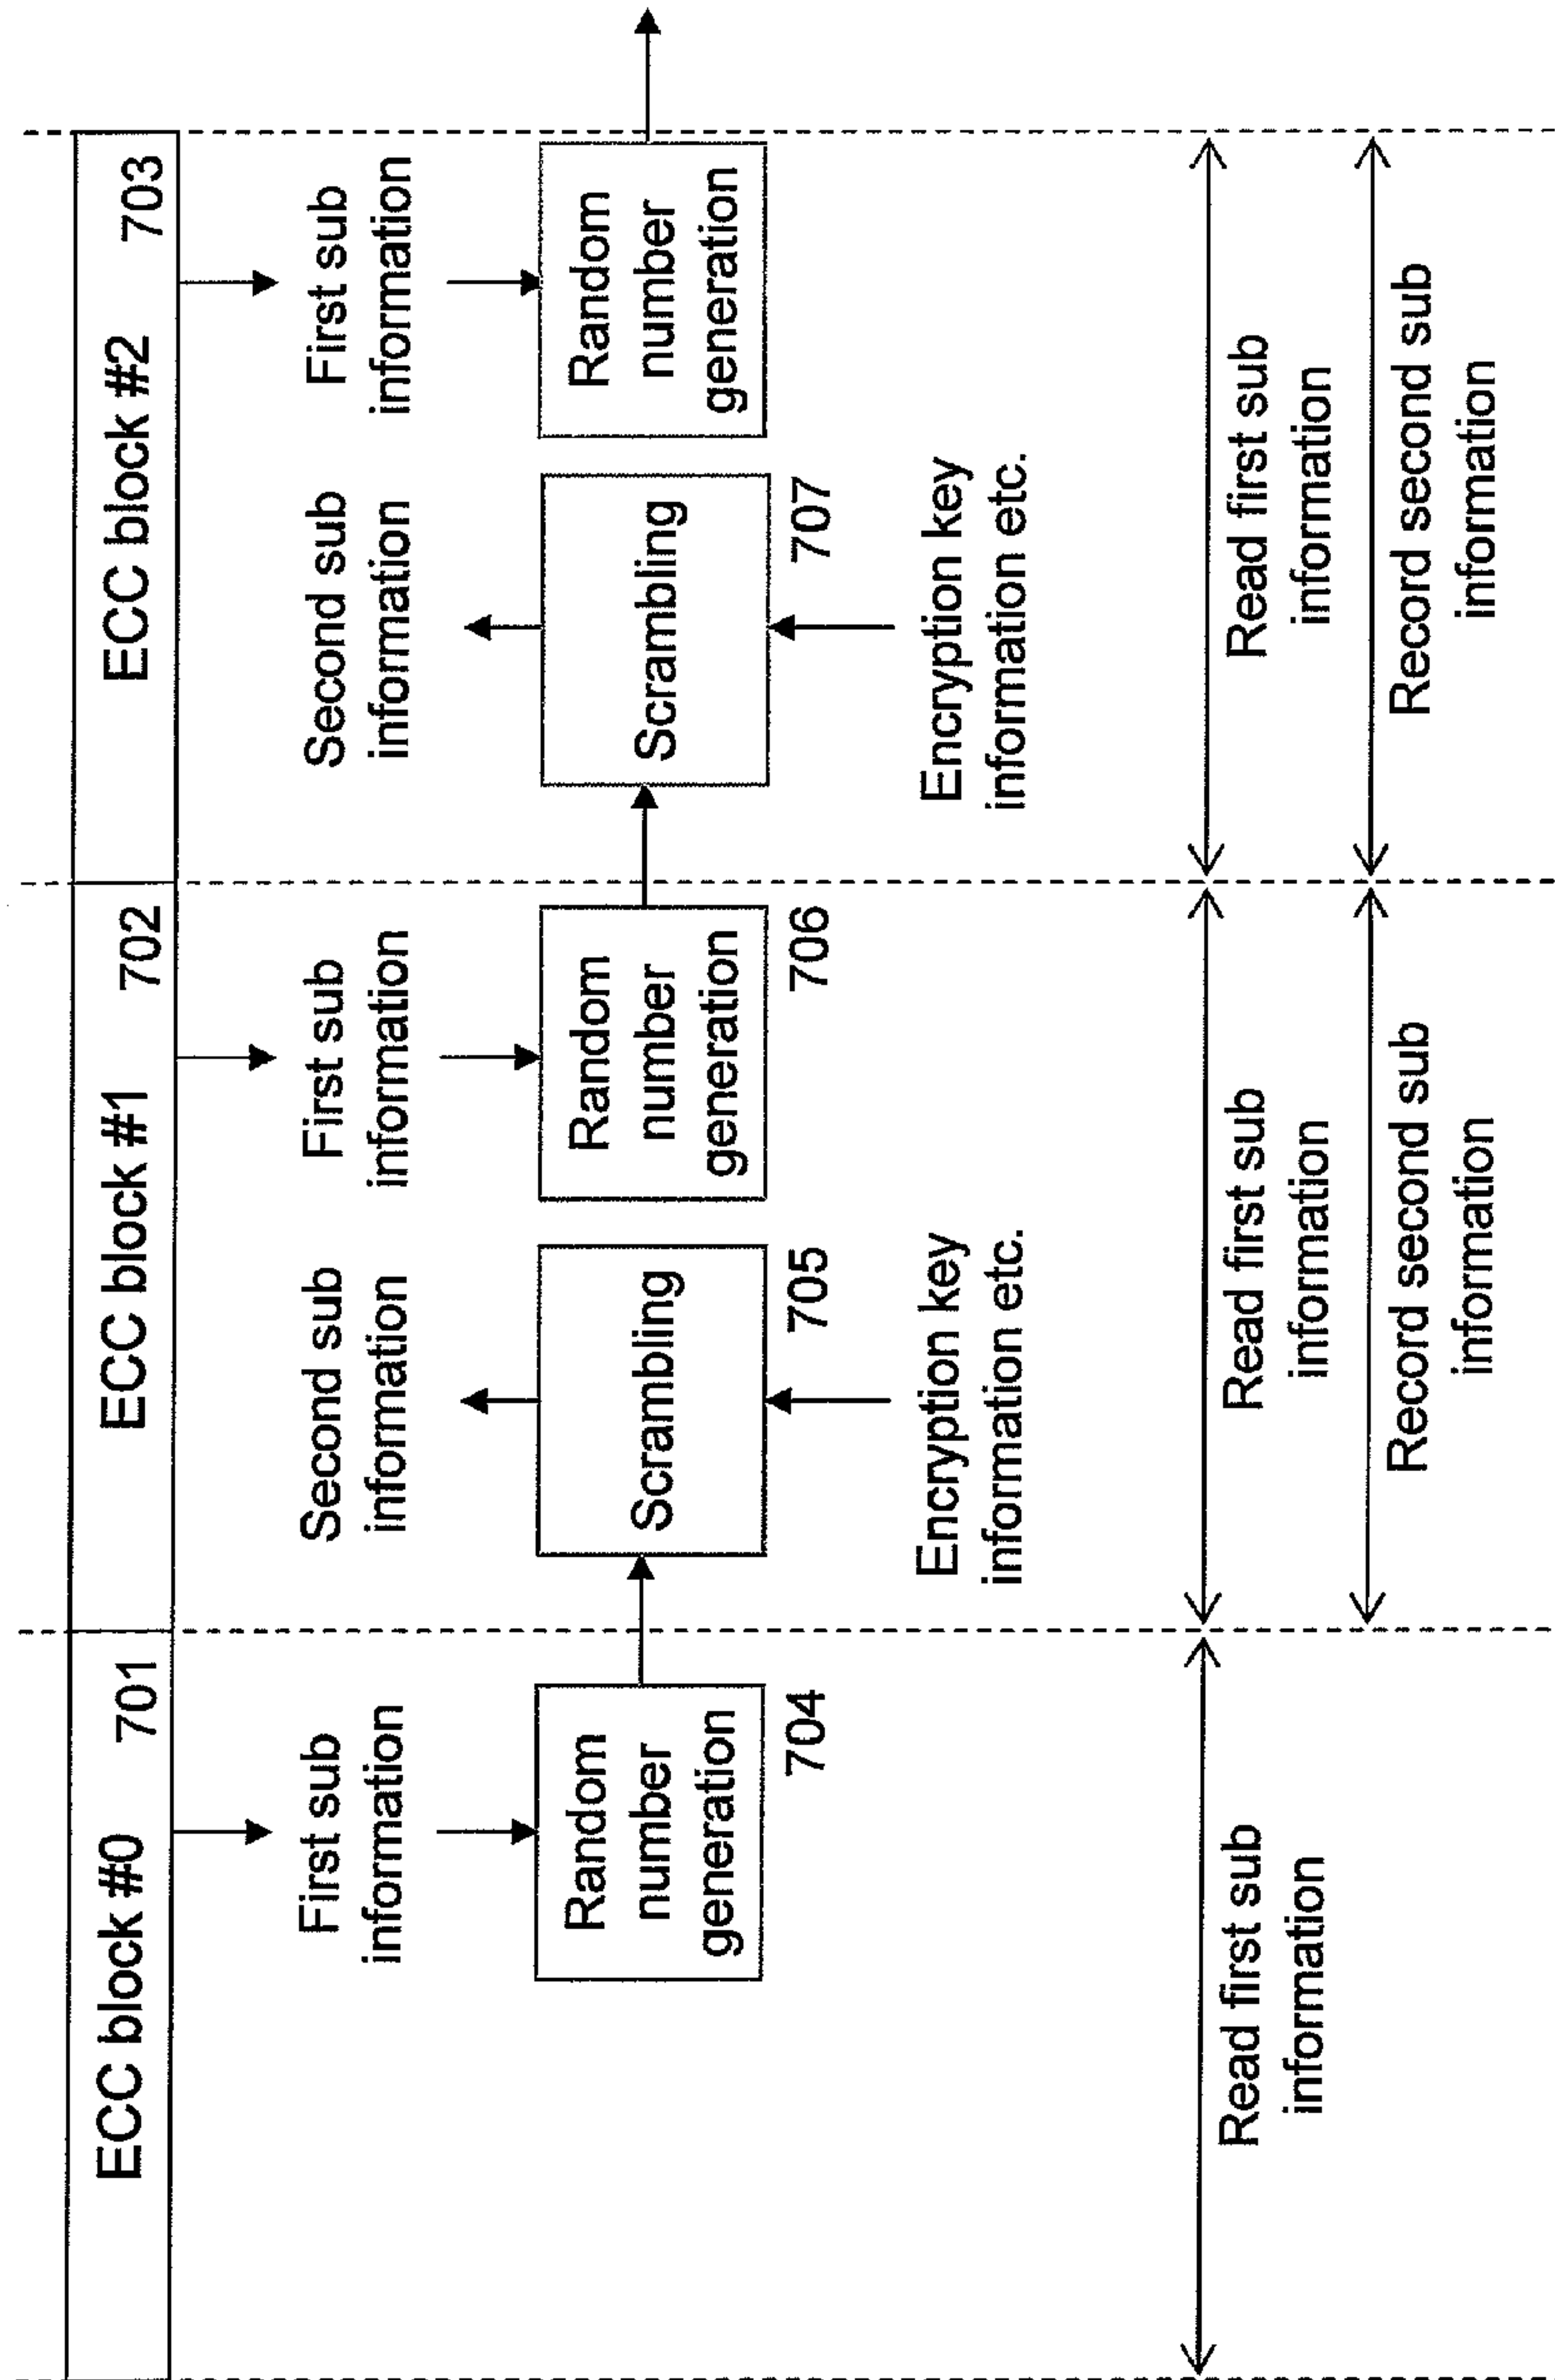 ECC block #0 701
ECC block #1 702
ECC block #2 703
First sub
information
Second sub
information
First sub
information
Second sub
information
First sub
information
Random
number
generation
704
Scrambling
705
Random
number
generation
706
Scrambling
707
Random
number
generation
Encryption key
information etc.
Encryption key
information etc.
Read first sub
information
Read first sub
information
Read first sub
information
Record second sub
information
Record second sub
information